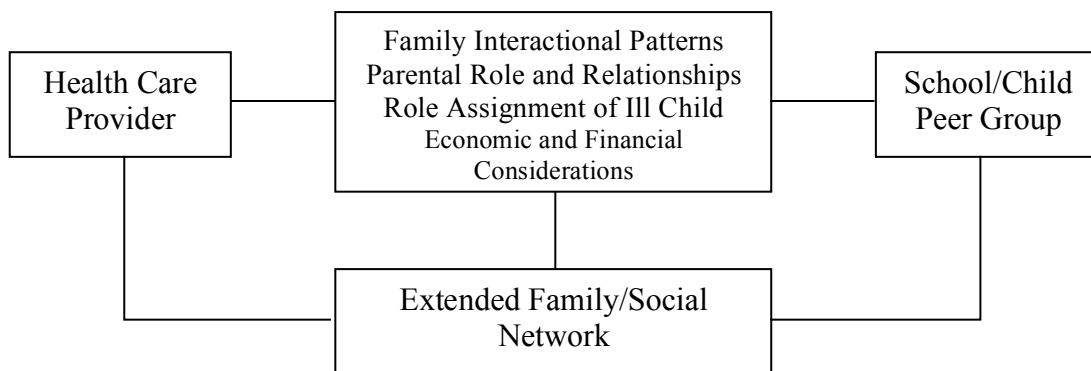 Health Care
Provider
Family Interactional Patterns
Parental Role and Relationships
Role Assignment of Ill Child
Economic and Financial
Considerations
School/Child
Peer Group
Extended Family/Social
Network